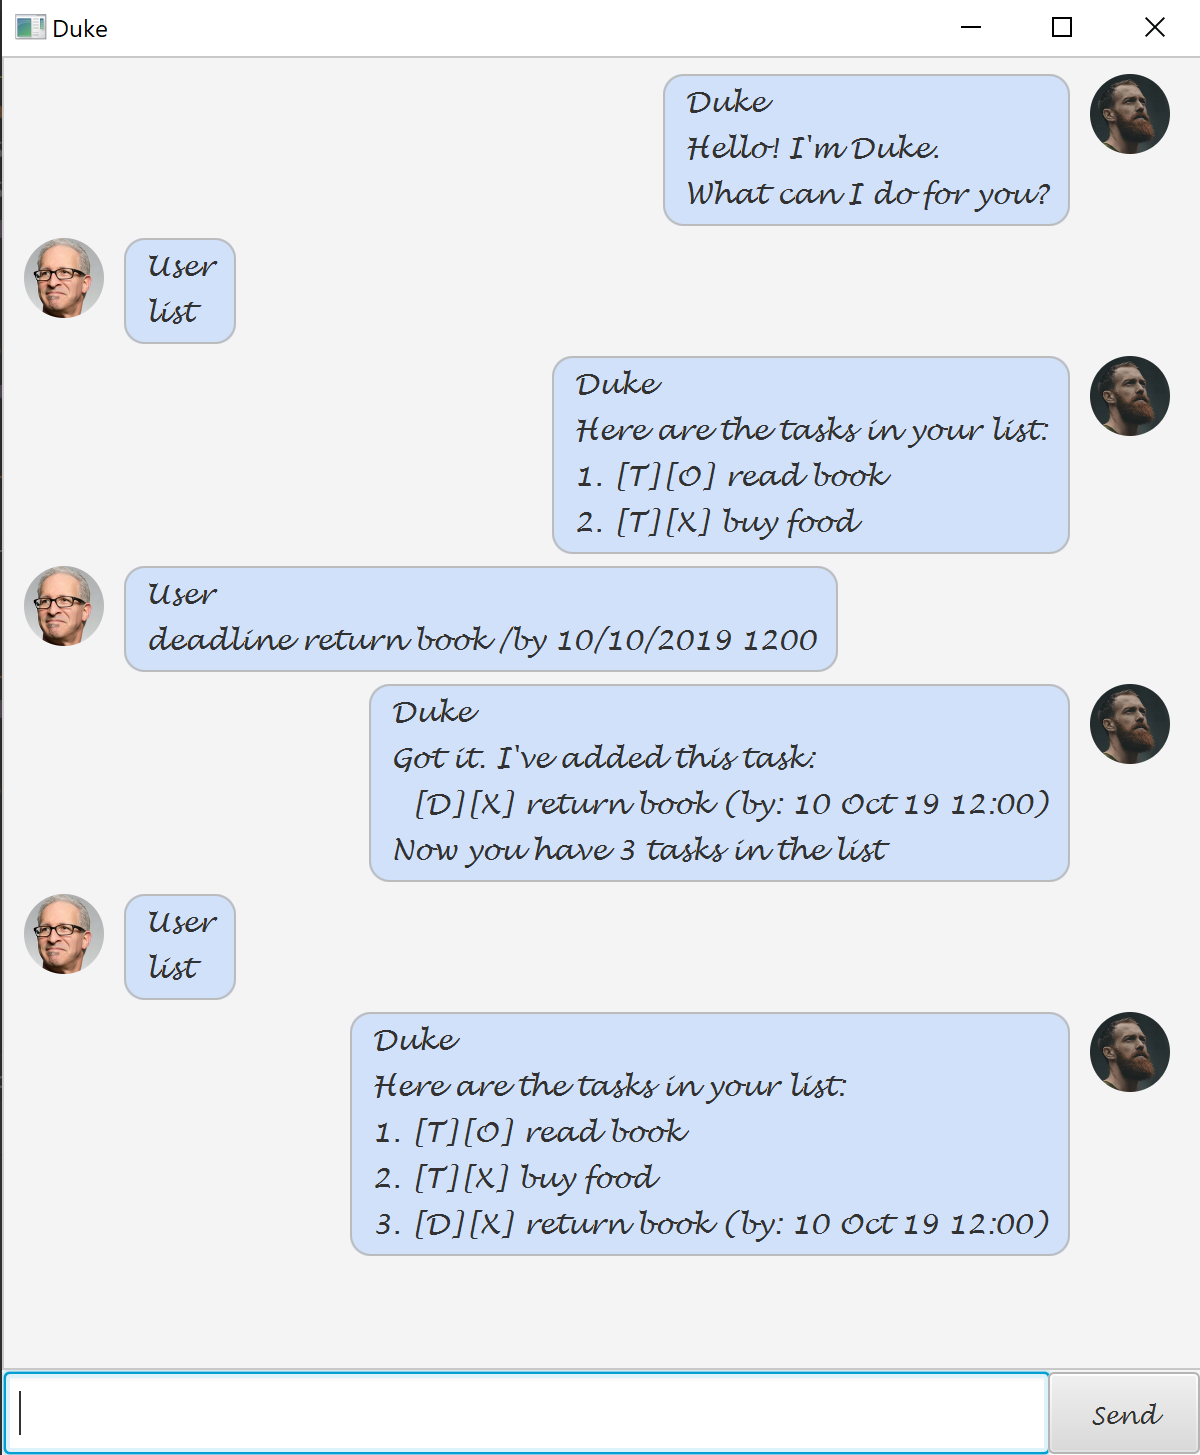 Duke
Duke
Hello! I'm Duke.
What can I do for you?
User
list
Duke
Here are the tasks in your list:
1. [T][O] read book
2. [T][X] buy food
User
deadline return book /by 10/10/2019 1200
Duke
Got it. I've added this task:
[D][X] return book (by: 10 Oct 19 12:00)
Now you have 3 tasks in the list
User
list
Duke
Here are the tasks in your list:
1. [T][O] read book
2. [T][X] buy food
3. [D][X] return book (by: 10 Oct 19 12:00)
Send